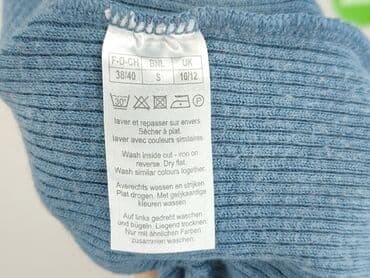 F-D-CH BNL UK
38/40 S 10/12
30°
P
laver et repasser sur envers.
Sècher à plat.
laver avec couleurs similaires.
Wash inside out - iron on
reverse. Dry flat.
Wash similar colours together.
Averechts wassen en strijken.
Plat drogen. Met gelijkaardige
kleuren wassen
Auf links gedreht waschen
und bügeln. Liegend trocknen.
Nur mit ähnlichen Farben
zusammen waschen.